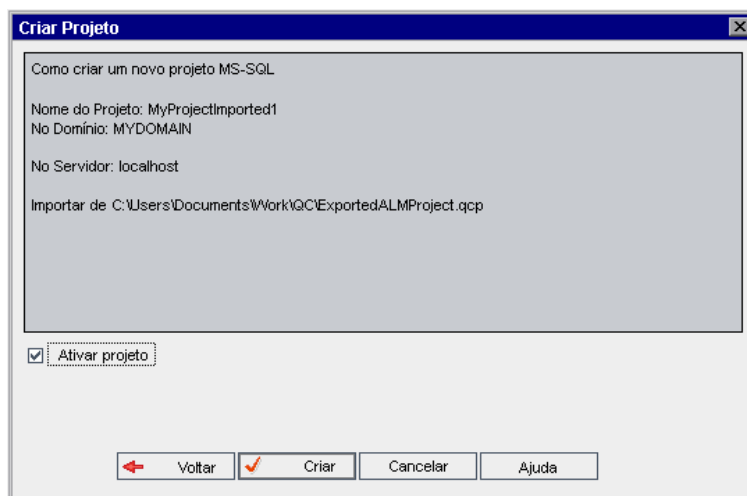 Criar Projeto
Como criar um novo projeto MS-SQL
Nome do Projeto: MyProjectImported1
No Domínio: MYDOMAIN
No Servidor: localhost
Importar de C:\Users\Documents\Work\QC\ExportedALMProject.qcp
Ativar projeto
Voltar Criar Cancelar Ajuda